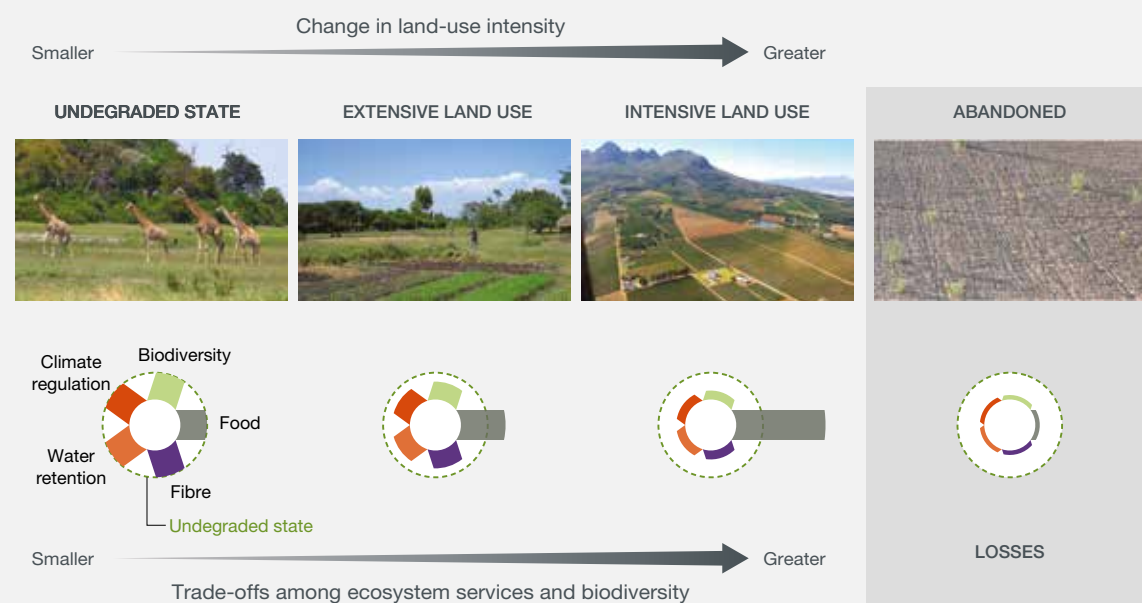 Change in land-use intensity
Smaller
Greater
UNDEGRADED STATE
EXTENSIVE LAND USE
INTENSIVE LAND USE
ABANDONED
Climate
regulation
Biodiversity
Food
Water
retention
Fibre
Undegraded state
Smaller
Greater
LOSSES
Trade-offs among ecosystem services and biodiversity